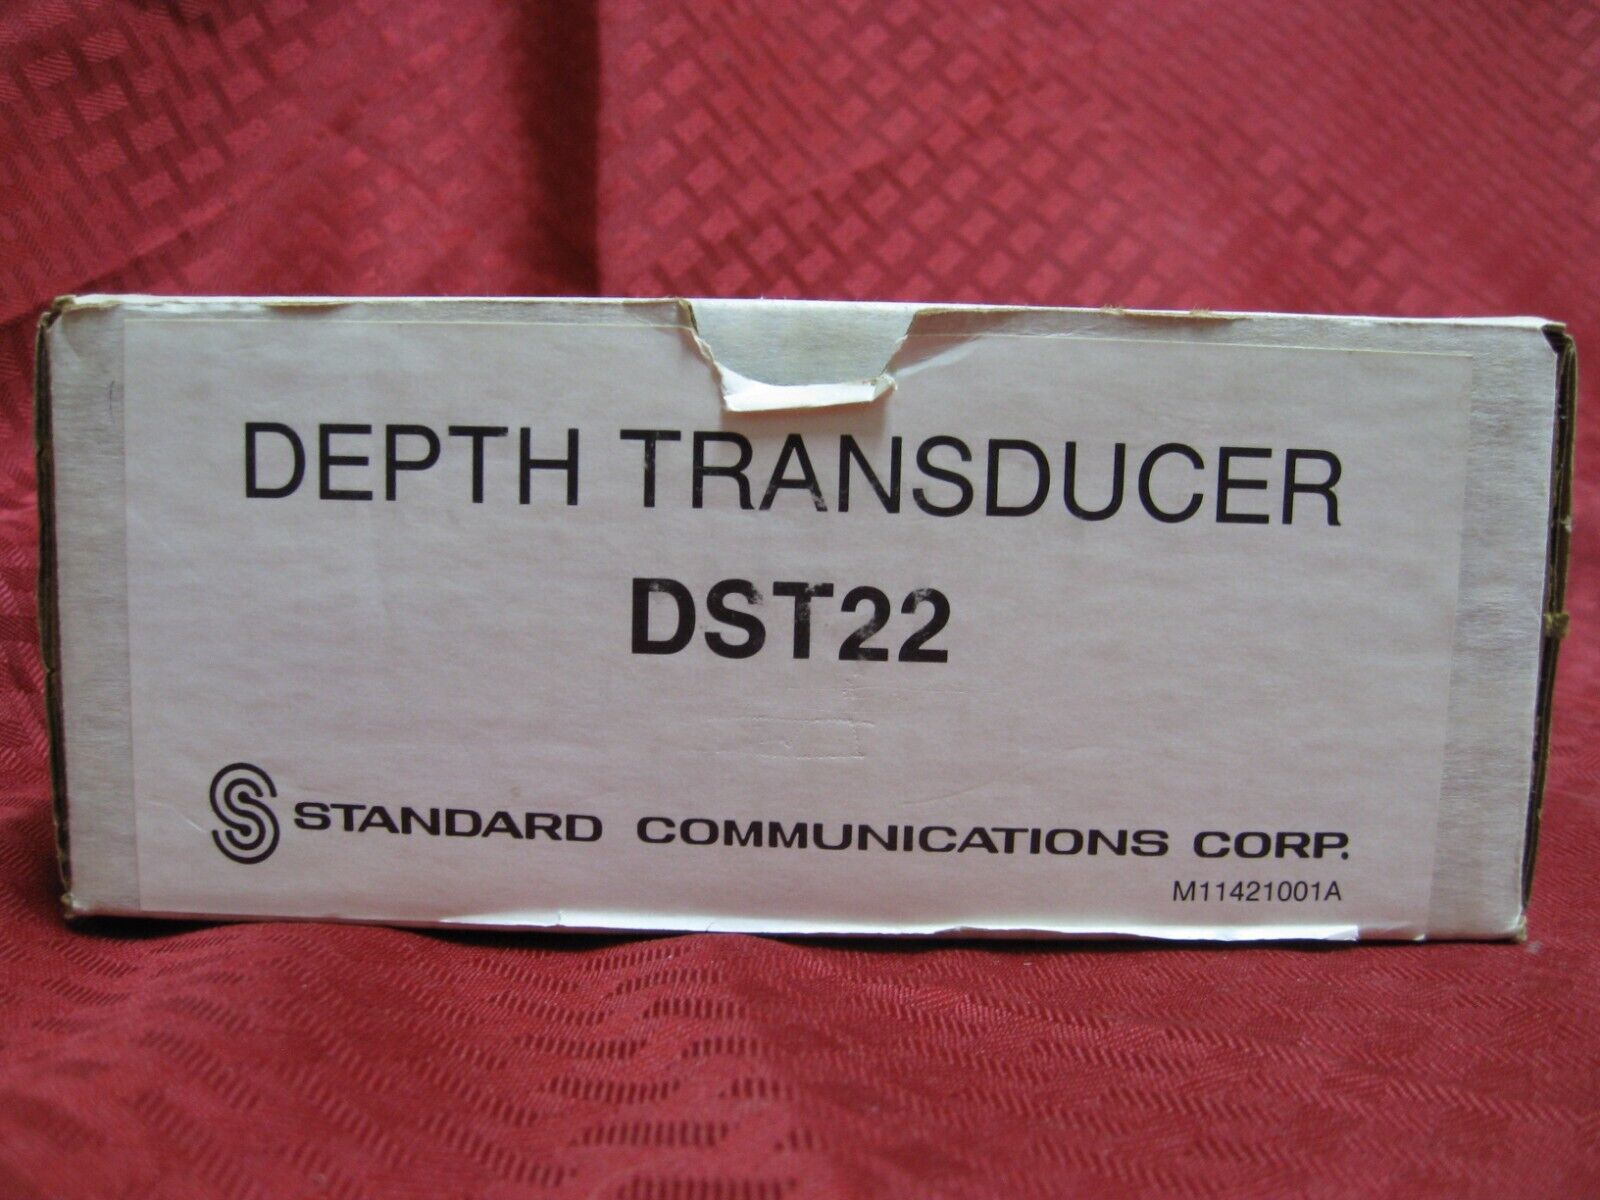 DEPTH TRANSDUCER
DST22
STANDARD COMMUNICATIONS CORP.
M11421001A